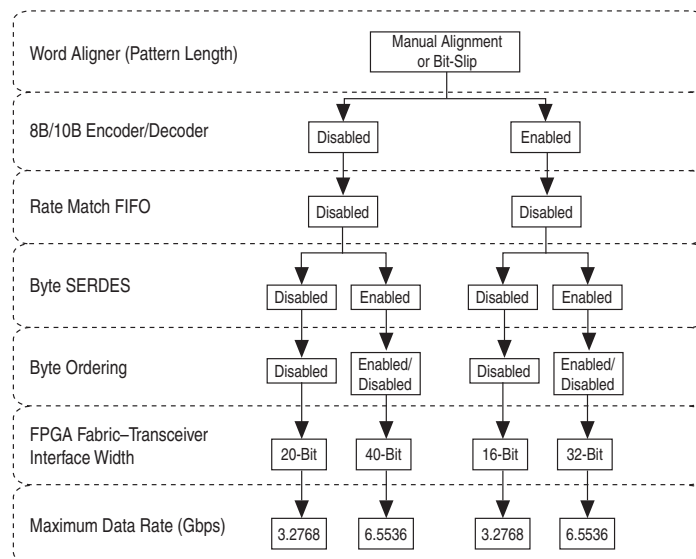 Word Aligner (Pattern Length)
Manual Alignment
or Bit-Slip
8B/10B Encoder/Decoder
Disabled
Enabled
Rate Match FIFO
Disabled
Disabled
Byte SERDES
Disabled
Enabled
Disabled
Enabled
Byte Ordering
Disabled
Enabled/
Disabled
Disabled
Enabled/
Disabled
FPGA Fabric–Transceiver
Interface Width
20-Bit
40-Bit
16-Bit
32-Bit
Maximum Data Rate (Gbps)
3.2768
6.5536
3.2768
6.5536